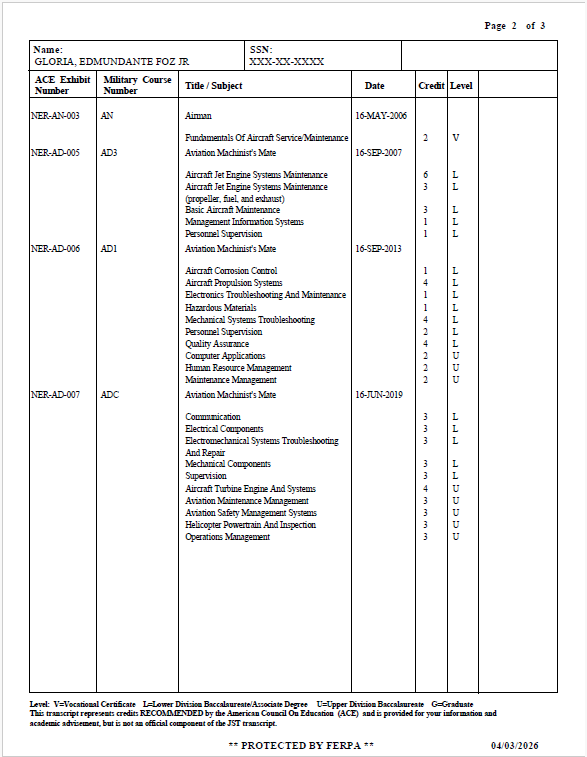 Page 2 of 3
Name: SSN:
GLORIA, EDMUNDANTE FOZ JR XXX-XX-XXXX
ACE Exhibit Number Military Course Number Title / Subject Date Credit Level
NER-AN-003 AN Airman 16-MAY-2006
Fundamentals Of Aircraft Service/Maintenance 2 V
NER-AD-005 AD3 Aviation Machinist's Mate 16-SEP-2007
Aircraft Jet Engine Systems Maintenance 6 L
Aircraft Jet Engine Systems Maintenance 3 L
(propeller, fuel, and exhaust)
Basic Aircraft Maintenance 3 L
Management Information Systems 1 L
Personnel Supervision 1 L
NER-AD-006 AD1 Aviation Machinist's Mate 16-SEP-2013
Aircraft Corrosion Control 1 L
Aircraft Propulsion Systems 4 L
Electronics Troubleshooting And Maintenance 1 L
Hazardous Materials 1 L
Mechanical Systems Troubleshooting 4 L
Personnel Supervision 2 L
Quality Assurance 4 L
Computer Applications 2 U
Human Resource Management 2 U
Maintenance Management 2 U
NER-AD-007 ADC Aviation Machinist's Mate 16-JUN-2019
Communication 3 L
Electrical Components 3 L
Electromechanical Systems Troubleshooting 3 L
And Repair
Mechanical Components 3 L
Supervision 3 L
Aircraft Turbine Engine And Systems 4 U
Aviation Maintenance Management 3 U
Aviation Safety Management Systems 3 U
Helicopter Powertrain And Inspection 3 U
Operations Management 3 U
Level: V=Vocational Certificate L=Lower Division Baccalaureate/Associate Degree U=Upper Division Baccalaureate G=Graduate
This transcript represents credits RECOMMENDED by the American Council On Education (ACE) and is provided for your information and
academic advisement, but is not an official component of the JST transcript.
** PROTECTED BY FERPA ** 04/03/2026